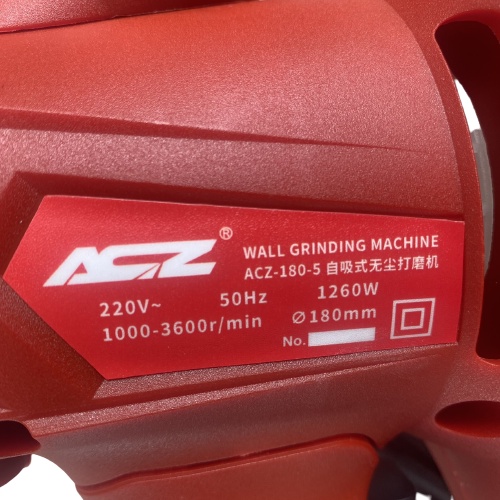 ACZ®
WALL GRINDING MACHINE
ACZ-180-5 自吸式无尘打磨机
220V~ 50Hz 1260W
1000-3600r/min ⌀180mm
No.